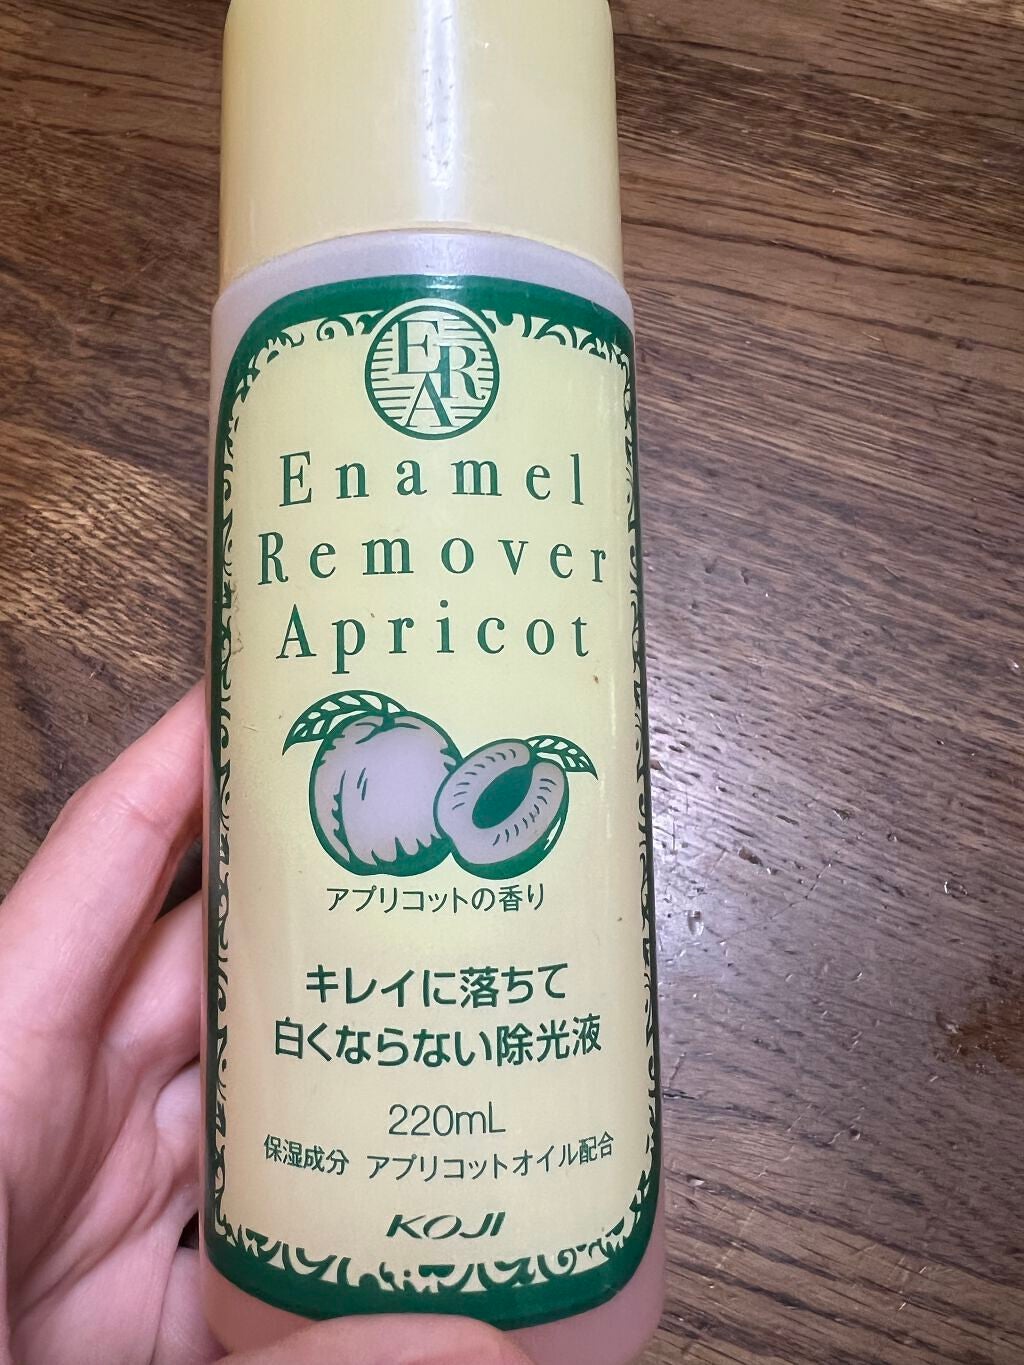 ERA
Enamel
Remover
Apricot
アプリコットの香り
キレイに落ちて
白くならない除光液
220mL
保湿成分 アプリコットオイル配合
KOJI